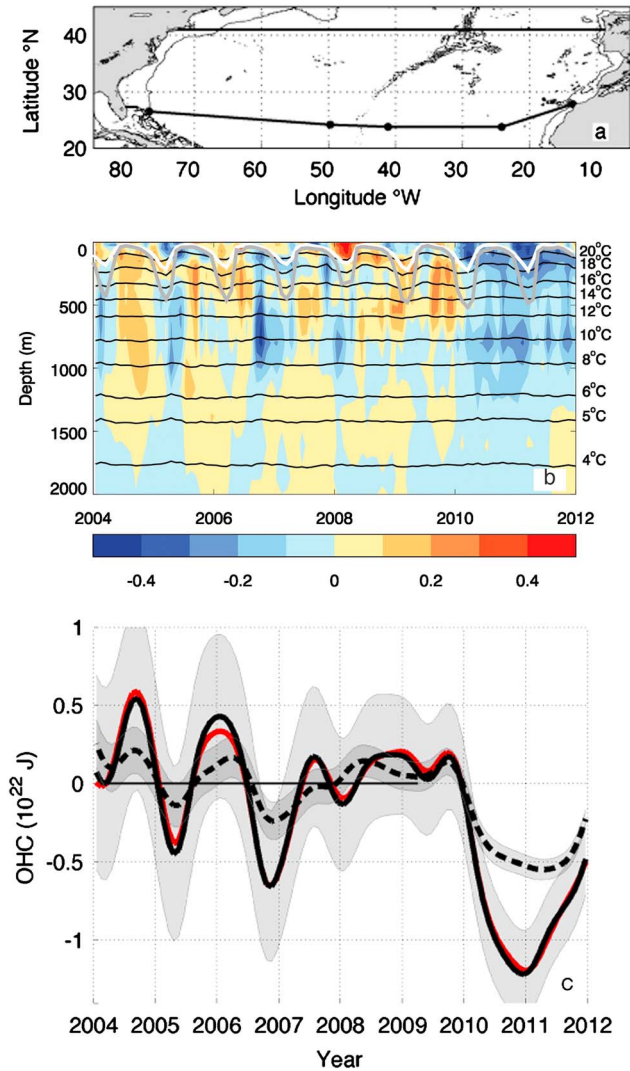 Latitude °N
40
30
20
a
80 70 60 50 40 30 20 10
Longitude °W
Depth (m)
0
500
1000
1500
2000
20°C
18°C
16°C
14°C
12°C
10°C
8°C
6°C
5°C
4°C
b
2004 2006 2008 2010 2012
-0.4 -0.2 0 0.2 0.4
OHC (10²² J)
1
0.5
0
-0.5
-1
c
2004 2005 2006 2007 2008 2009 2010 2011 2012
Year